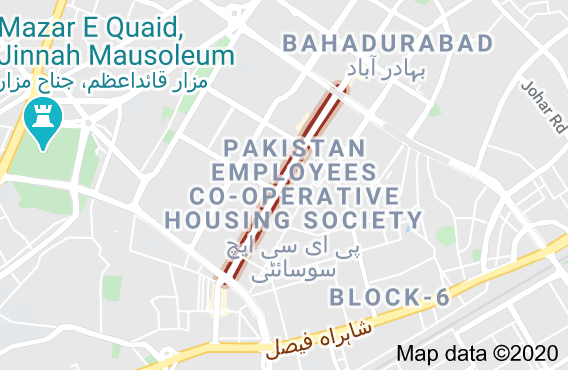 Mazar E Quaid,
Jinnah Mausoleum
مزار قائداعظم، جناح مزار
BAHADURABAD
بہادر آباد
Johar Rd
PAKISTAN
EMPLOYEES
CO-OPERATIVE
HOUSING SOCIETY
پی ای سی ایچ
سوسائٹی
BLOCK-6
شاہراہ فیصل
Map data ©2020